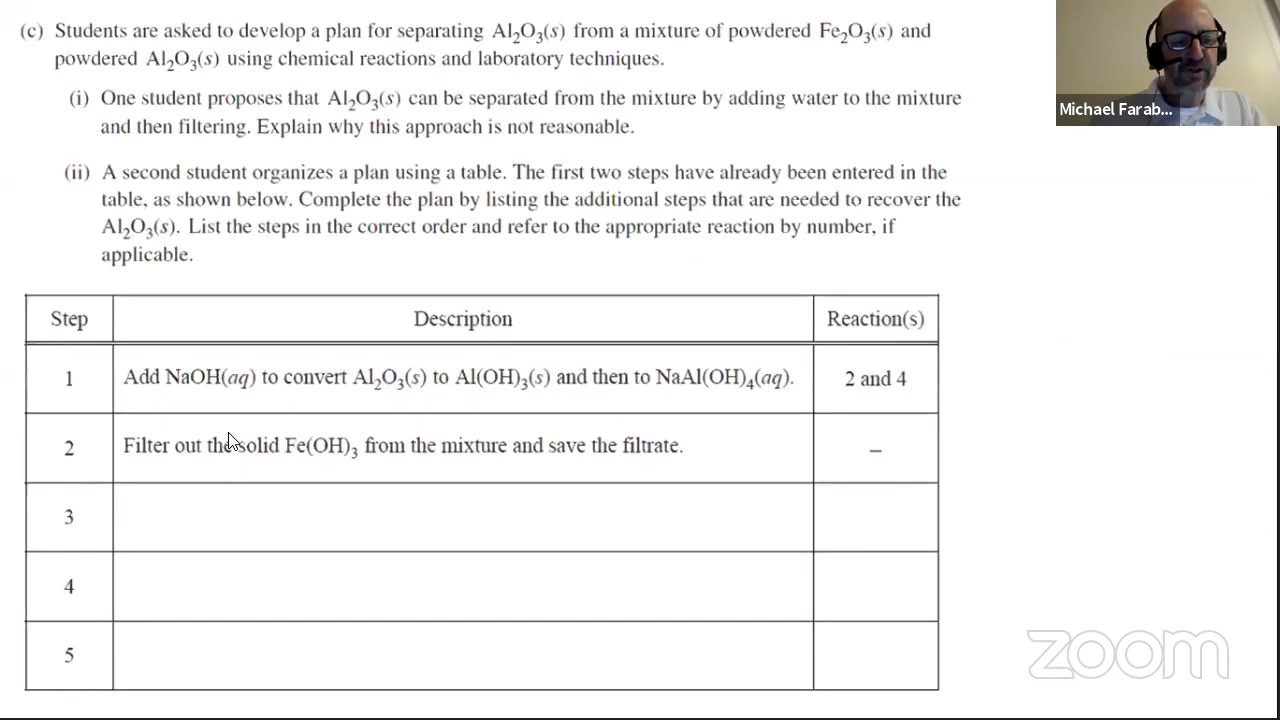 (c) Students are asked to develop a plan for separating Al₂O₃(s) from a mixture of powdered Fe₂O₃(s) and
powdered Al₂O₃(s) using chemical reactions and laboratory techniques.
(i) One student proposes that Al₂O₃(s) can be separated from the mixture by adding water to the mixture
and then filtering. Explain why this approach is not reasonable.
(ii) A second student organizes a plan using a table. The first two steps have already been entered in the
table, as shown below. Complete the plan by listing the additional steps that are needed to recover the
Al₂O₃(s). List the steps in the correct order and refer to the appropriate reaction by number, if
applicable.
Step Description Reaction(s)
1 Add NaOH(aq) to convert Al₂O₃(s) to Al(OH)₃(s) and then to NaAl(OH)₄(aq). 2 and 4
2 Filter out the solid Fe(OH)₃ from the mixture and save the filtrate. –
3
4
5
Michael Farab...
zoom